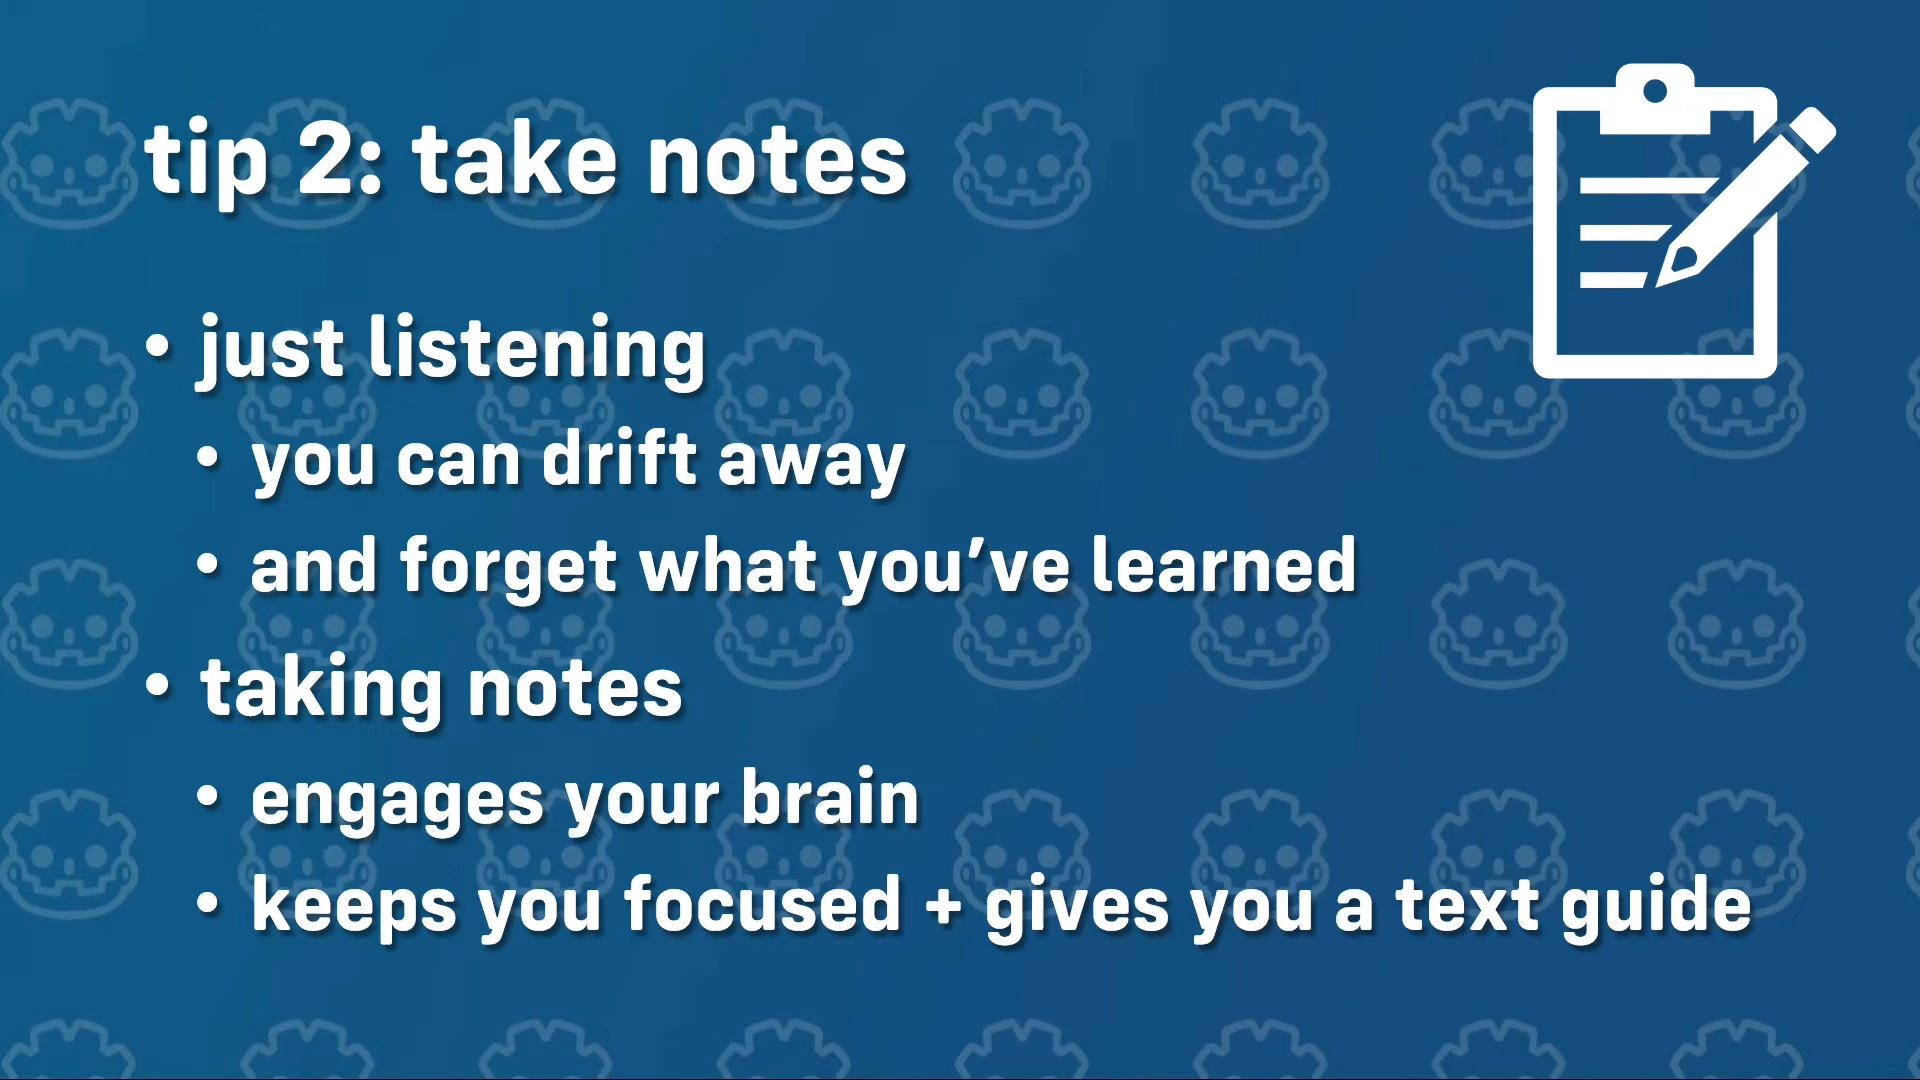 tip 2: take notes
• just listening
• you can drift away
• and forget what you’ve learned
• taking notes
• engages your brain
• keeps you focused + gives you a text guide